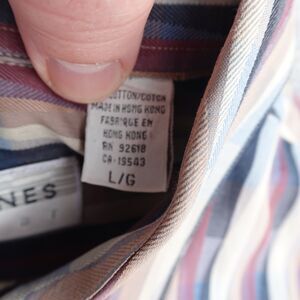 COTTON/COTON
MADE IN HONG KONG
FABRIQUE EN
HONG KONG
RN 92618
CA-19543
L/G
NES